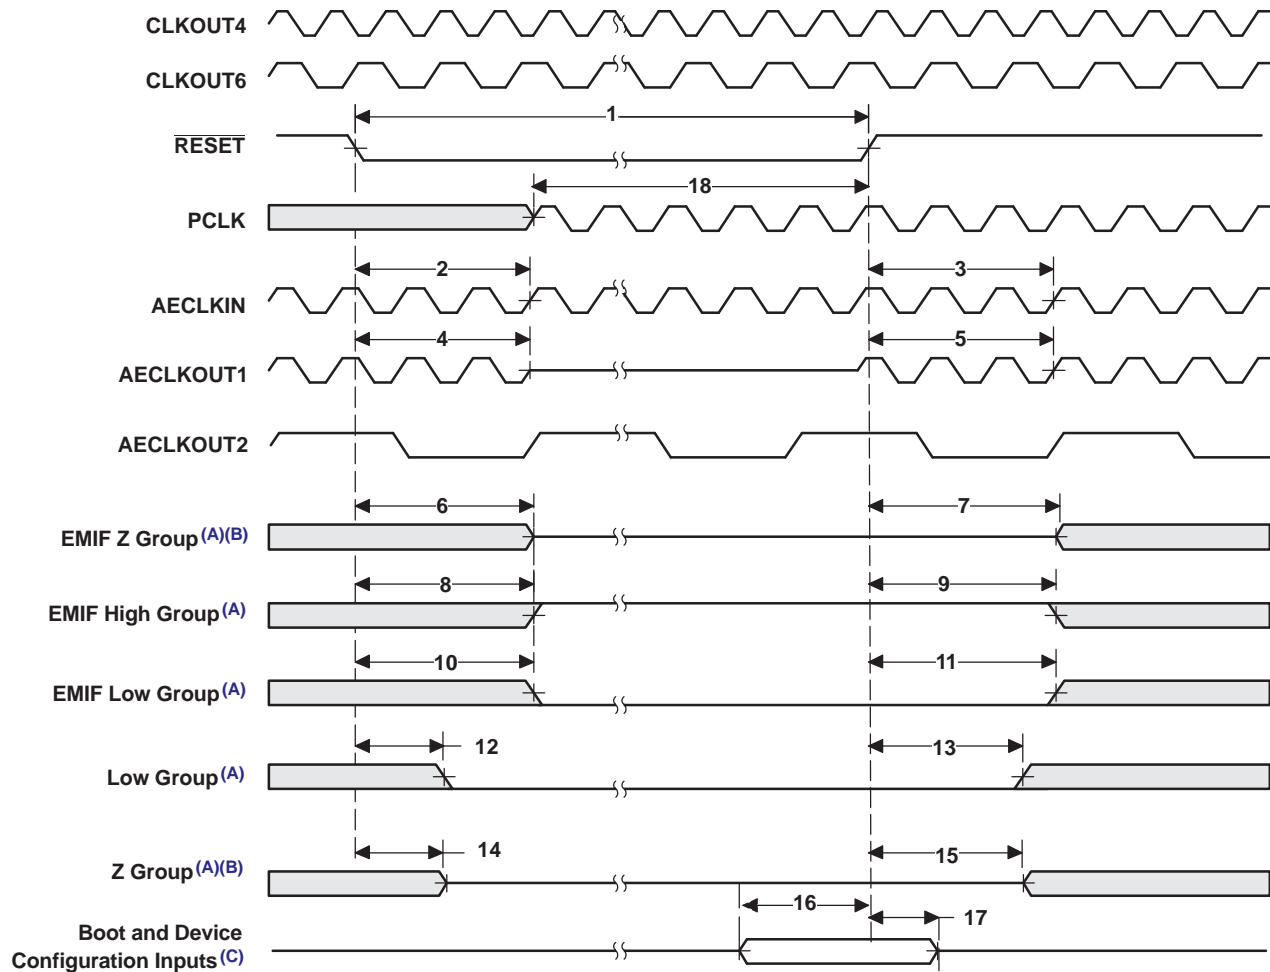 CLKOUT4
CLKOUT6
1
RESET
18
PCLK
2
3
AECLKIN
4
5
AECLKOUT1
AECLKOUT2
6
7
EMIF Z Group (A)(B)
8
9
EMIF High Group (A)
10
11
EMIF Low Group (A)
12
13
Low Group (A)
14
15
Z Group (A)(B)
16
17
Boot and Device
Configuration Inputs (C)